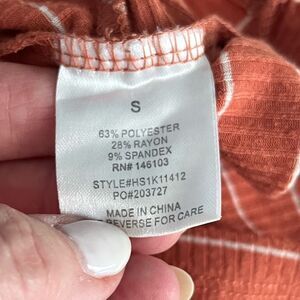 S
63% POLYESTER
28% RAYON
9% SPANDEX
RN# 146103
STYLE#HS1K11412
PO#203727
MADE IN CHINA
REVERSE FOR CARE